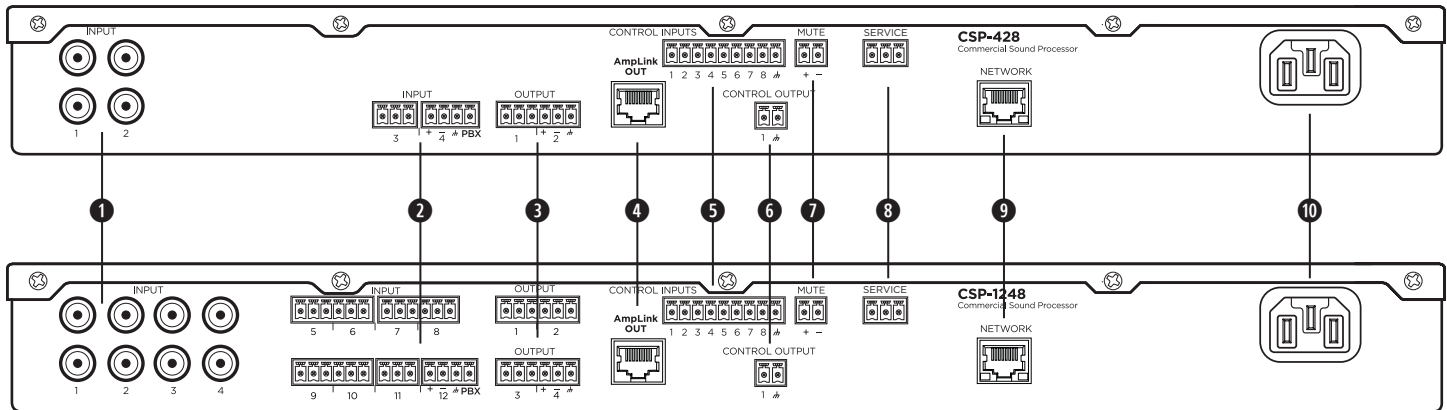 INPUT
CONTROL INPUTS MUTE SERVICE CSP-428
Commercial Sound Processor
AmpLink
OUT
1 2 3 4 5 6 7 8
+ −
NETWORK
INPUT OUTPUT
CONTROL OUTPUT
1 2
3 + − 4 PBX
1 + − 2
1
1 2 3 4 5 6 7 8 9 10
INPUT INPUT OUTPUT
CONTROL INPUTS MUTE SERVICE CSP-1248
Commercial Sound Processor
AmpLink
OUT
5 6 7 8
1 2
1 2 3 4 5 6 7 8
+ −
NETWORK
OUTPUT
CONTROL OUTPUT
1 2 3 4
9 10 11 + − 12 PBX
3 + − 4
1